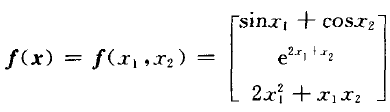 f(x) = f(x₁,x₂) = [sinx₁ + cosx₂
e^{2x₁+x₂}
2x₁² + x₁x₂]